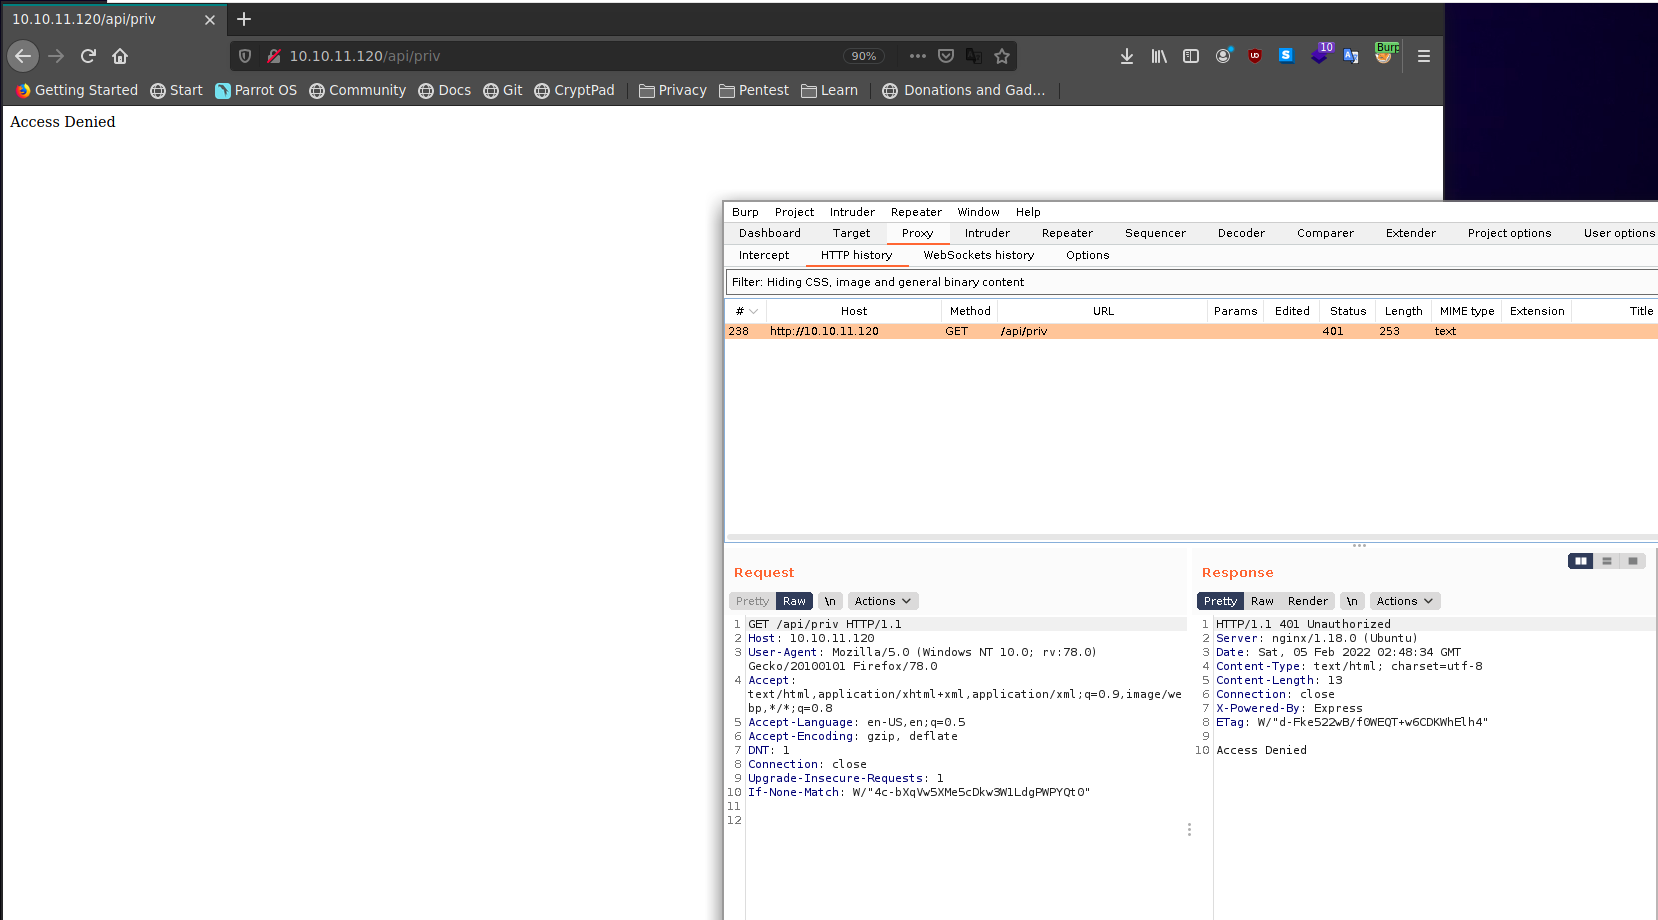 10.10.11.120/api/priv
10.10.11.120/api/priv
90%
10
Burp
Getting Started Start Parrot OS Community Docs Git CryptPad Privacy Pentest Learn Donations and Gad...
Access Denied
Burp Project Intruder Repeater Window Help
Dashboard Target Proxy Intruder Repeater Sequencer Decoder Comparer Extender Project options User options
Intercept HTTP history WebSockets history Options
Filter: Hiding CSS, image and general binary content
# Host Method URL Params Edited Status Length MIME type Extension Title
238 http://10.10.11.120 GET /api/priv 401 253 text
Request
Pretty Raw \n Actions
1 GET /api/priv HTTP/1.1
2 Host: 10.10.11.120
3 User-Agent: Mozilla/5.0 (Windows NT 10.0; rv:78.0)
Gecko/20100101 Firefox/78.0
4 Accept:
text/html,application/xhtml+xml,application/xml;q=0.9,image/we
bp,*/*;q=0.8
5 Accept-Language: en-US,en;q=0.5
6 Accept-Encoding: gzip, deflate
7 DNT: 1
8 Connection: close
9 Upgrade-Insecure-Requests: 1
10 If-None-Match: W/"4c-bXqVw5XMe5cDkw3W1LdgPWPYQt0"
11
12
Response
Pretty Raw Render \n Actions
1 HTTP/1.1 401 Unauthorized
2 Server: nginx/1.18.0 (Ubuntu)
3 Date: Sat, 05 Feb 2022 02:48:34 GMT
4 Content-Type: text/html; charset=utf-8
5 Content-Length: 13
6 Connection: close
7 X-Powered-By: Express
8 ETag: W/"d-Fke522wB/f0WEQT+w6CDKWhElh4"
9
10 Access Denied